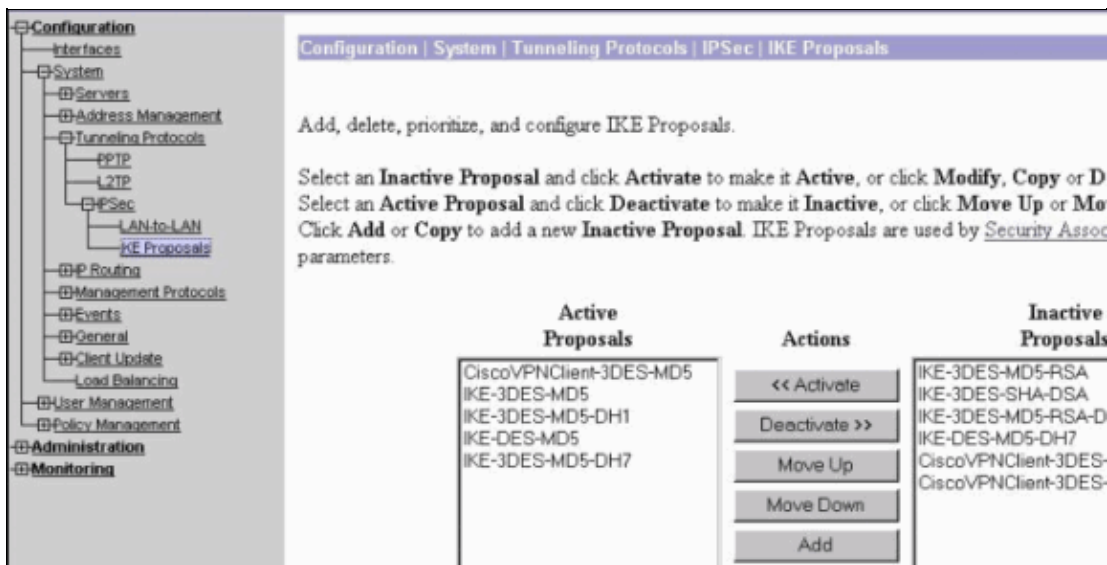 Configuration
Interfaces
System
Servers
Address Management
Tunneling Protocols
PPTP
L2TP
IPSec
LAN-to-LAN
IKE Proposals
IP Routing
Management Protocols
Events
General
Client Update
Load Balancing
User Management
Policy Management
Administration
Monitoring
Configuration | System | Tunneling Protocols | IPSec | IKE Proposals
Add, delete, prioritize, and configure IKE Proposals.
Select an Inactive Proposal and click Activate to make it Active, or click Modify, Copy or D
Select an Active Proposal and click Deactivate to make it Inactive, or click Move Up or Mo
Click Add or Copy to add a new Inactive Proposal. IKE Proposals are used by Security Assoc
parameters.
Active
Proposals
CiscoVPNClient-3DES-MD5
IKE-3DES-MD5
IKE-3DES-MD5-DH1
IKE-DES-MD5
IKE-3DES-MD5-DH7
Actions
<< Activate
Deactivate >>
Move Up
Move Down
Add
Inactive
Proposals
IKE-3DES-MD5-RSA
IKE-3DES-SHA-DSA
IKE-3DES-MD5-RSA-D
IKE-DES-MD5-DH7
CiscoVPNClient-3DES-
CiscoVPNClient-3DES-